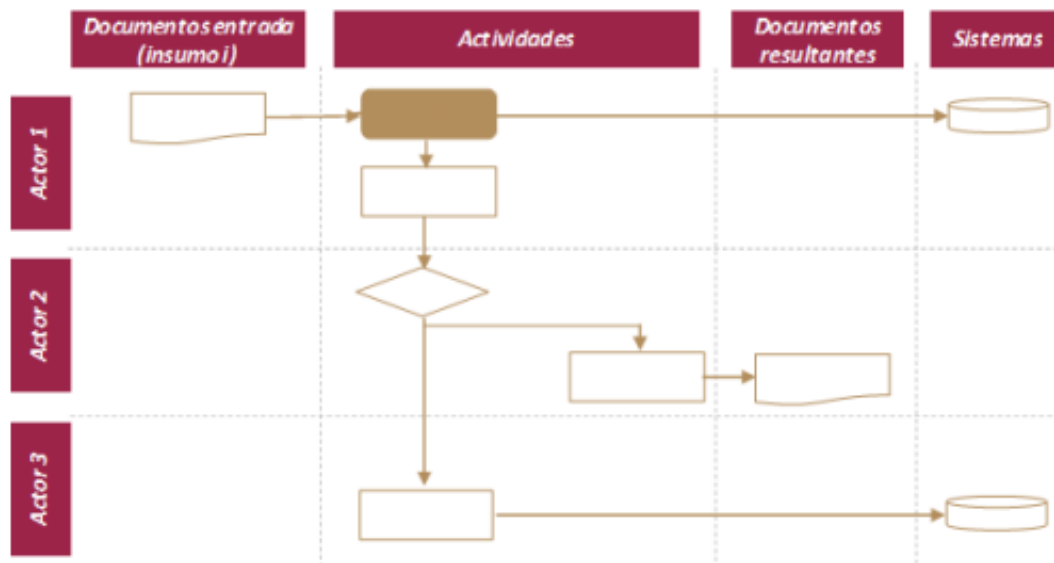 Documentos entrada
(insumo i)
Actividades
Documentos
resultantes
Sistemas
Actor 1
Actor 2
Actor 3